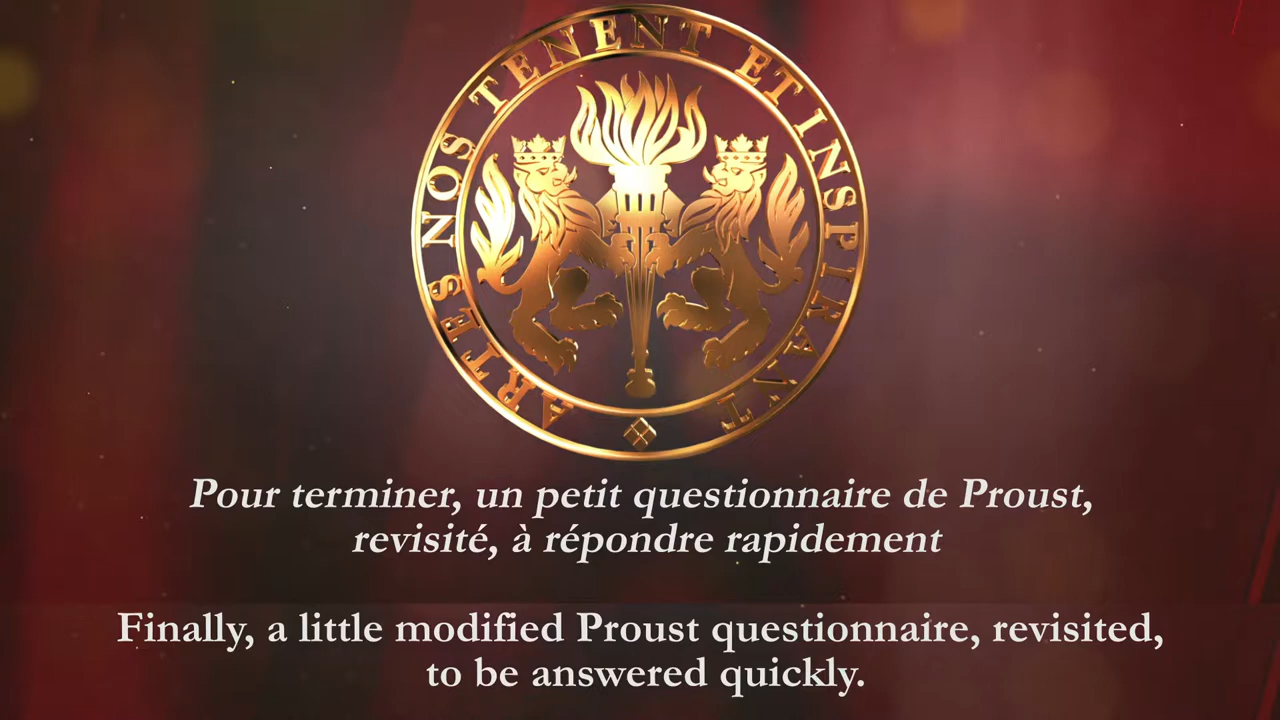 ARTES NOS TENENT ET INSPIRANT
Pour terminer, un petit questionnaire de Proust,
revisité, à répondre rapidement
Finally, a little modified Proust questionnaire, revisited,
to be answered quickly.